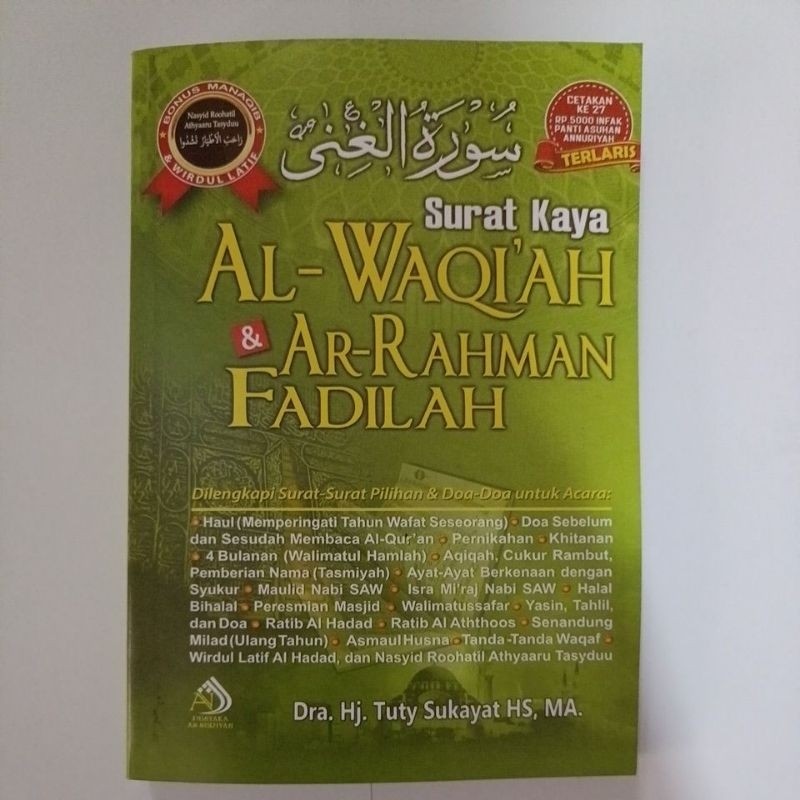 BONUS MANAQIB
Nasyid Roohatil
Athyaaru Tasyduu
رَاحَتِ الْأَطْيَارُ تَشْدُوا
& WIRDUL LATIF
CETAKAN
KE 27
RP. 5000 INFAK
PANTI ASUHAN
ANNURIYAH
TERLARIS
سُورَةُ الْغِنَى
Surat Kaya
AL-WAQI'AH
& AR-RAHMAN
FADILAH
Dilengkapi Surat-Surat Pilihan & Doa-Doa untuk Acara:
• Haul (Memperingati Tahun Wafat Seseorang) • Doa Sebelum
dan Sesudah Membaca Al-Qur'an • Pernikahan • Khitanan
• 4 Bulanan (Walimatul Hamlah) • Aqiqah, Cukur Rambut,
Pemberian Nama (Tasmiyah) • Ayat-Ayat Berkenaan dengan
Syukur • Maulid Nabi SAW • Isra Mi'raj Nabi SAW • Halal
Bihalal • Peresmian Masjid • Walimatussafar • Yasin, Tahlil,
dan Doa • Ratib Al Hadad • Ratib Al Aththoos • Senandung
Milad (Ulang Tahun) • Asmaul Husna • Tanda-Tanda Waqaf •
Wirdul Latif Al Hadad, dan Nasyid Roohatil Athyaaru Tasyduu
Dra. Hj. Tuty Sukayat HS, MA.